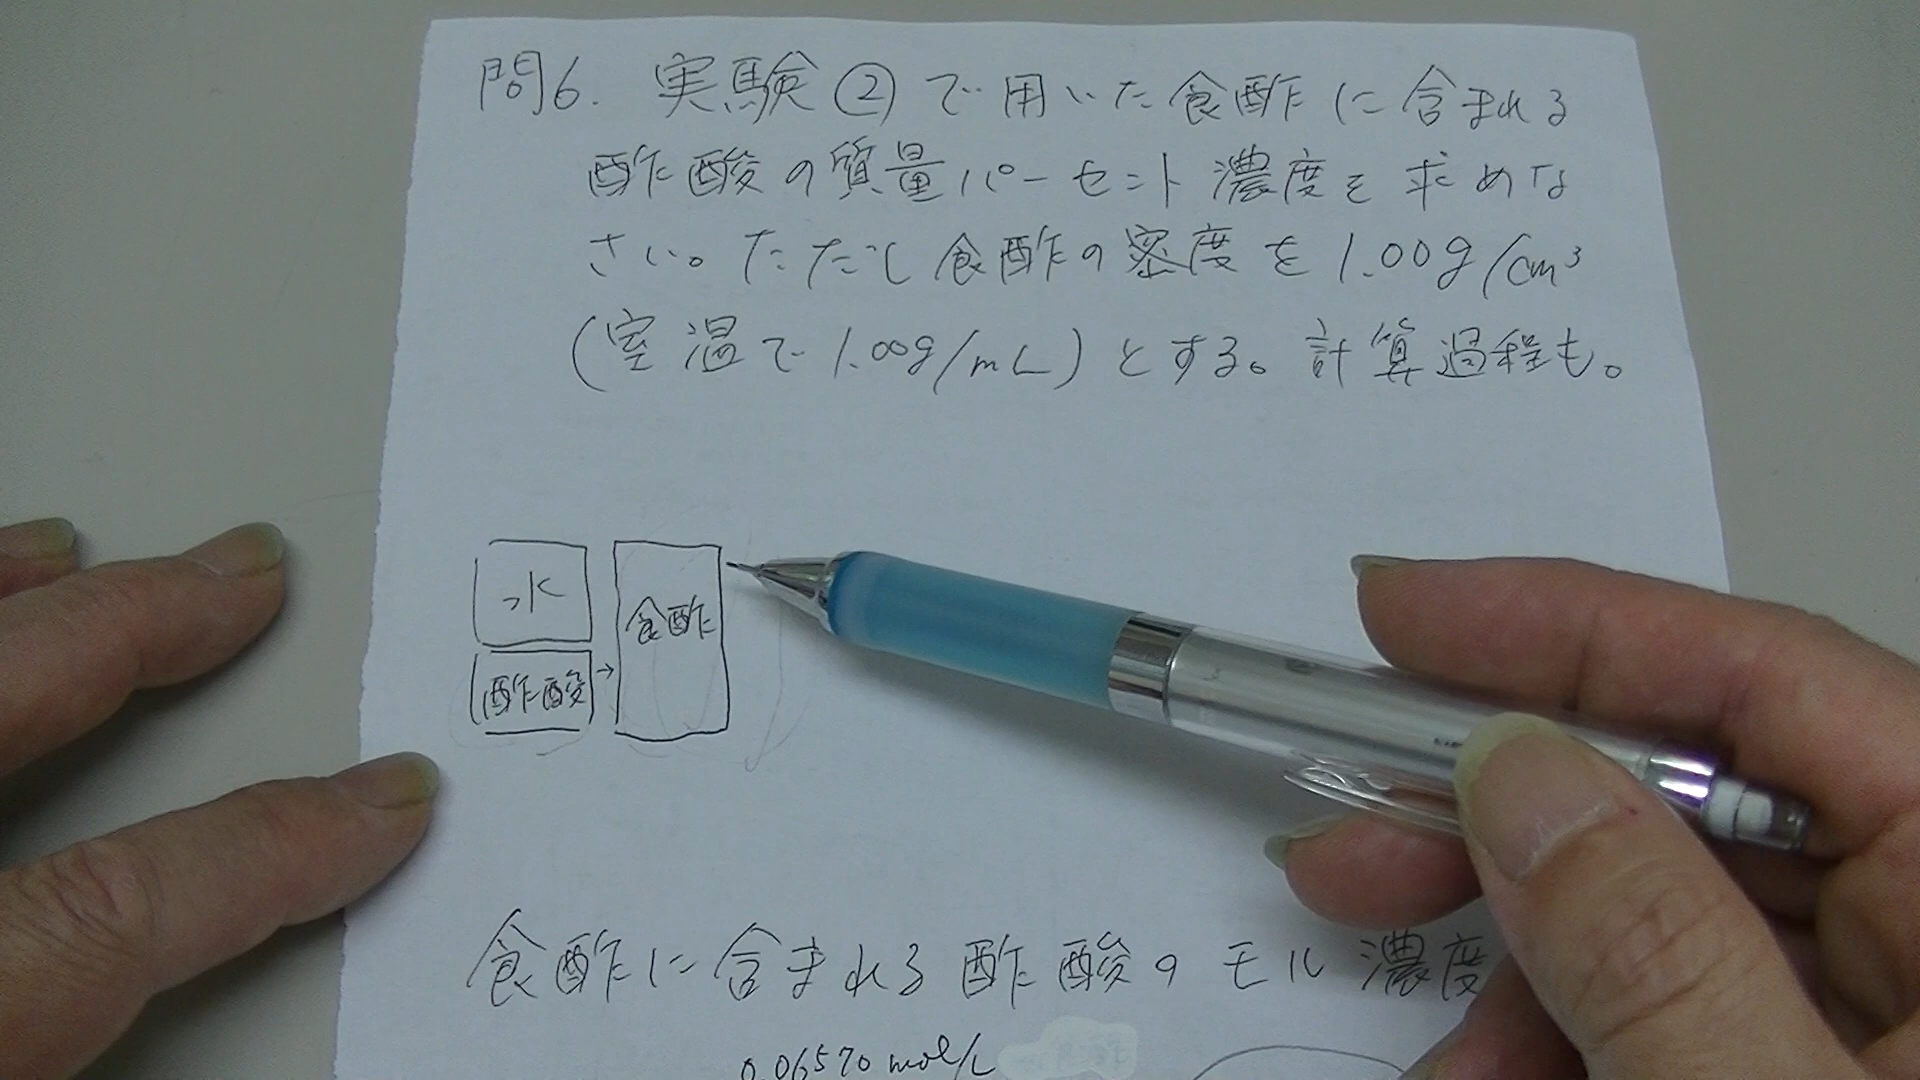 問6. 実験②で用いた食酢に含まれる
酢酸の質量パーセント濃度を求めな
さい。ただし食酢の密度を1.00g/cm³
(室温で1.00g/mL)とする。計算過程も。
水
酢酸
→
食酢
食酢に含まれる酢酸のモル濃度
0.06570 mol/L